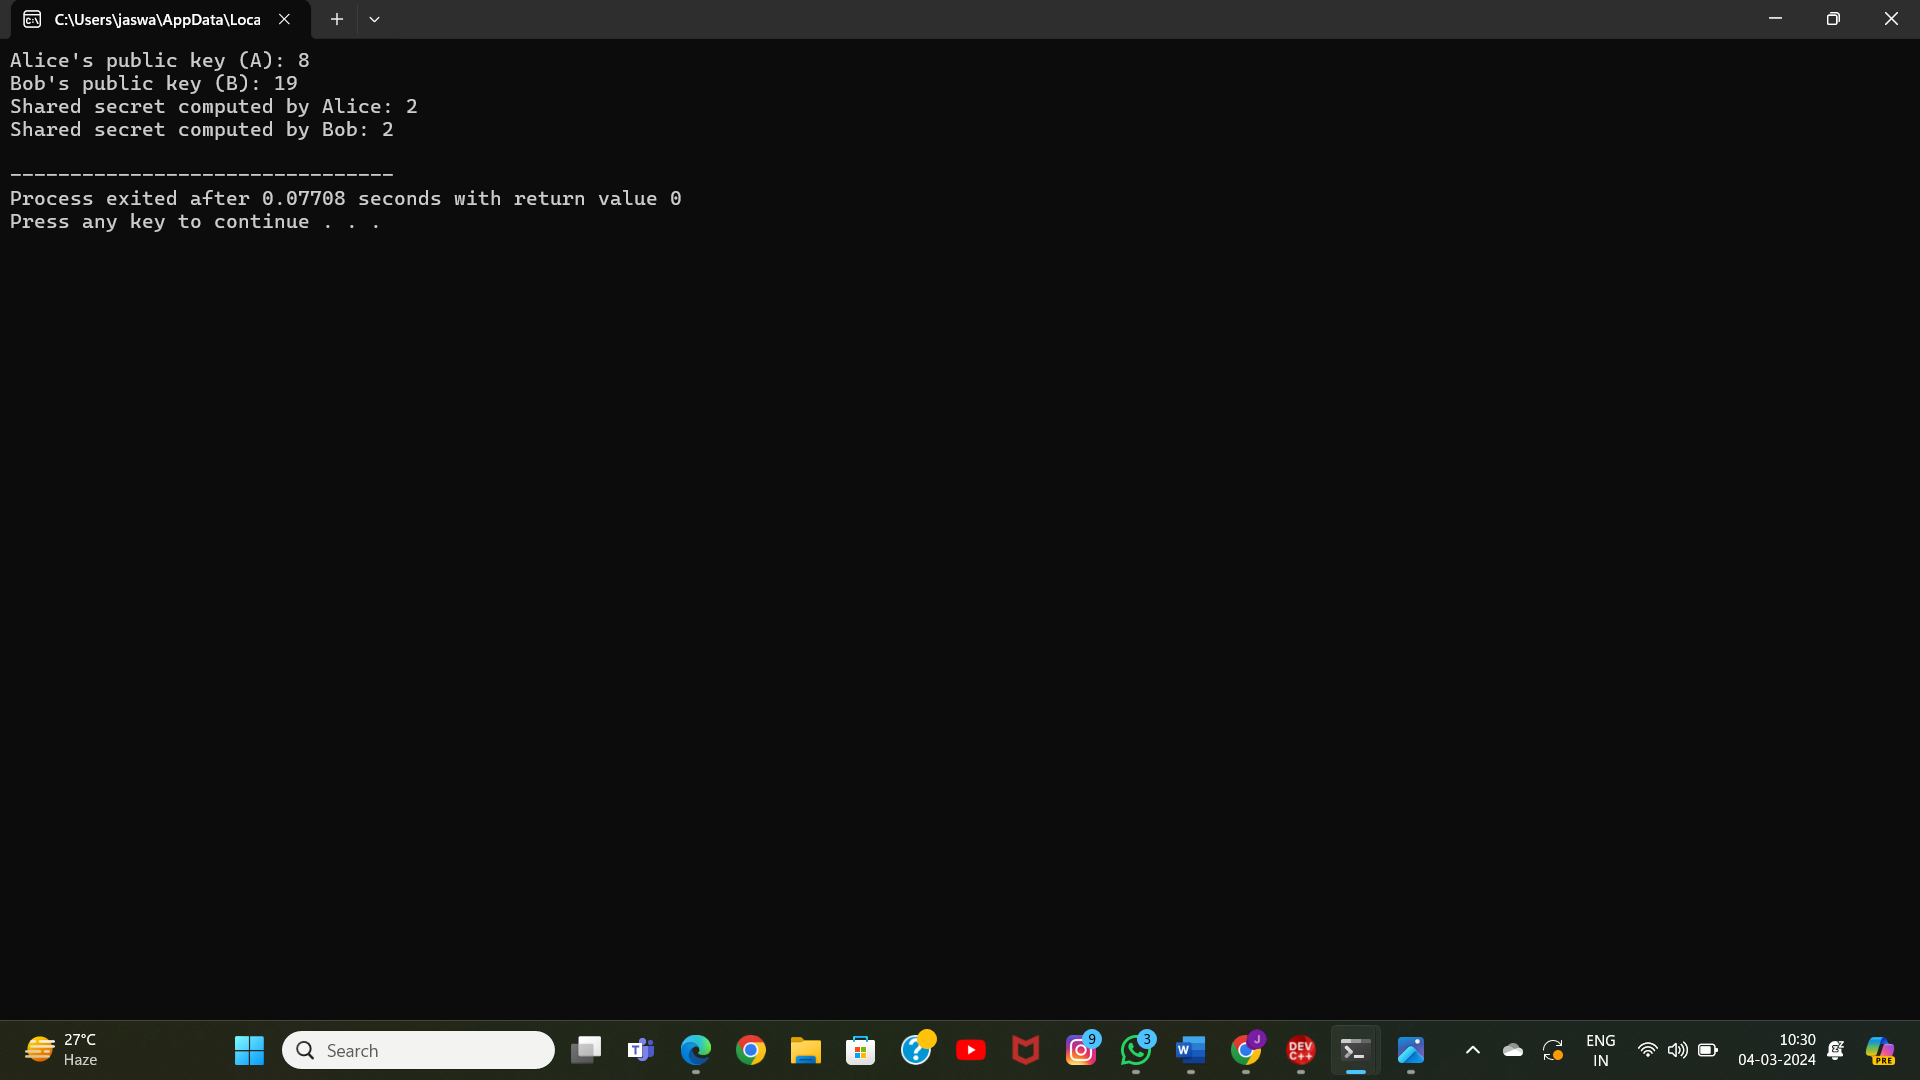 C:\Users\jaswa\AppData\Loca
Alice's public key (A): 8
Bob's public key (B): 19
Shared secret computed by Alice: 2
Shared secret computed by Bob: 2
--------------------------------
Process exited after 0.07708 seconds with return value 0
Press any key to continue . . .
27°C
Haze
Search
T
9
3
W
J
DEV
C++
ENG
IN
10:30
04-03-2024
PRE